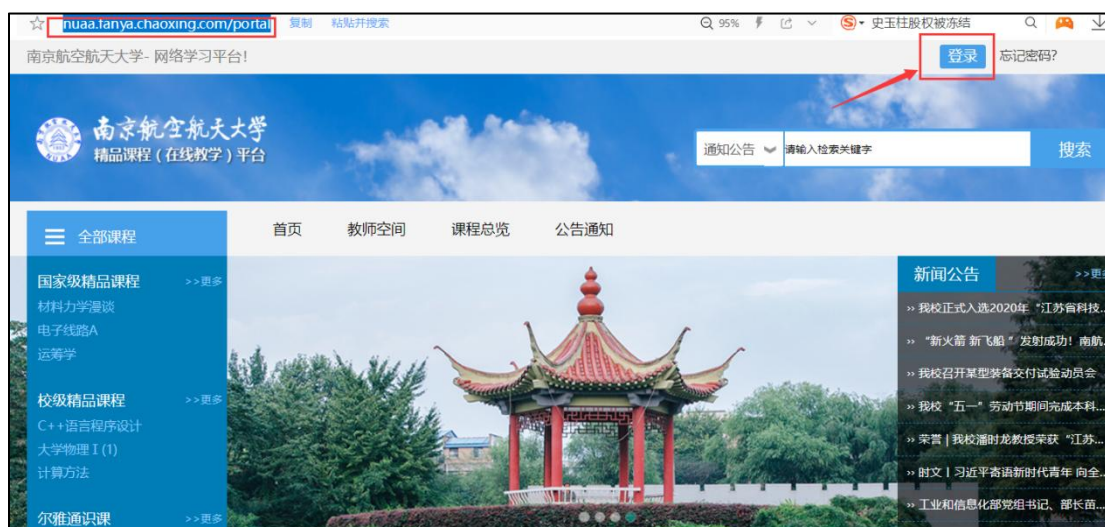 nuaa.fanya.chaoxing.com/portal 复制 粘贴并搜索 95% 史玉柱股权被冻结
南京航空航天大学- 网络学习平台! 登录 忘记密码?
南京航空航天大学
精品课程(在线教学)平台
通知公告 请输入检索关键字 搜索
全部课程 首页 教师空间 课程总览 公告通知
国家级精品课程 >>更多
材料力学漫谈
电子线路A
运筹学
校级精品课程 >>更多
C++语言程序设计
大学物理 I (1)
计算方法
尔雅通识课 >>更多
新闻公告 >>更多
›› 我校正式入选2020年“江苏省科技...
›› “新火箭 新飞船 ”发射成功! 南航...
›› 我校召开某型装备交付试验动员会
›› 我校 “五一” 劳动节期间完成本科...
›› 荣誉 | 我校潘时龙教授荣获 “江苏...
›› 时文丨习近平寄语新时代青年 向全...
›› 工业和信息化部党组书记、部长苗...